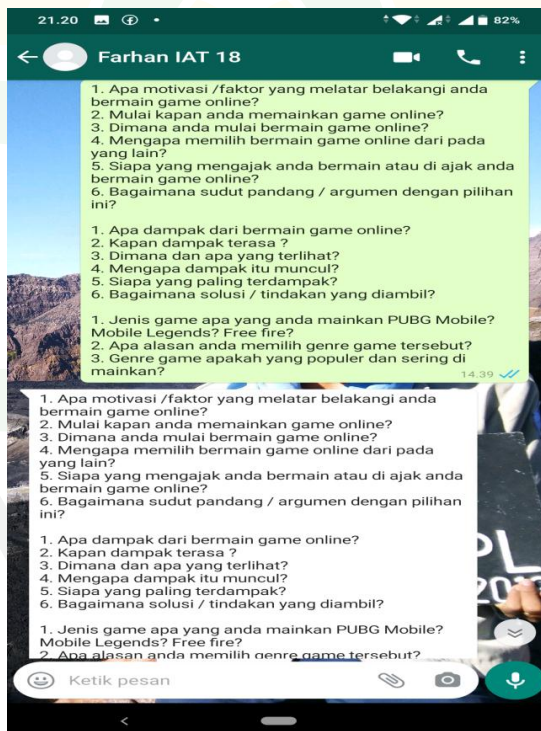 21.20
82%
Farhan IAT 18
1. Apa motivasi /faktor yang melatar belakangi anda
bermain game online?
2. Mulai kapan anda memainkan game online?
3. Dimana anda mulai bermain game online?
4. Mengapa memilih bermain game online dari pada
yang lain?
5. Siapa yang mengajak anda bermain atau di ajak anda
bermain game online?
6. Bagaimana sudut pandang / argumen dengan pilihan
ini?
1. Apa dampak dari bermain game online?
2. Kapan dampak terasa ?
3. Dimana dan apa yang terlihat?
4. Mengapa dampak itu muncul?
5. Siapa yang paling terdampak?
6. Bagaimana solusi / tindakan yang diambil?
1. Jenis game apa yang anda mainkan PUBG Mobile?
Mobile Legends? Free fire?
2. Apa alasan anda memilih genre game tersebut?
3. Genre game apakah yang populer dan sering di
mainkan?
14.39
1. Apa motivasi /faktor yang melatar belakangi anda
bermain game online?
2. Mulai kapan anda memainkan game online?
3. Dimana anda mulai bermain game online?
4. Mengapa memilih bermain game online dari pada
yang lain?
5. Siapa yang mengajak anda bermain atau di ajak anda
bermain game online?
6. Bagaimana sudut pandang / argumen dengan pilihan
ini?
1. Apa dampak dari bermain game online?
2. Kapan dampak terasa ?
3. Dimana dan apa yang terlihat?
4. Mengapa dampak itu muncul?
5. Siapa yang paling terdampak?
6. Bagaimana solusi / tindakan yang diambil?
1. Jenis game apa yang anda mainkan PUBG Mobile?
Mobile Legends? Free fire?
2. Apa alasan anda memilih genre game tersebut?
Ketik pesan